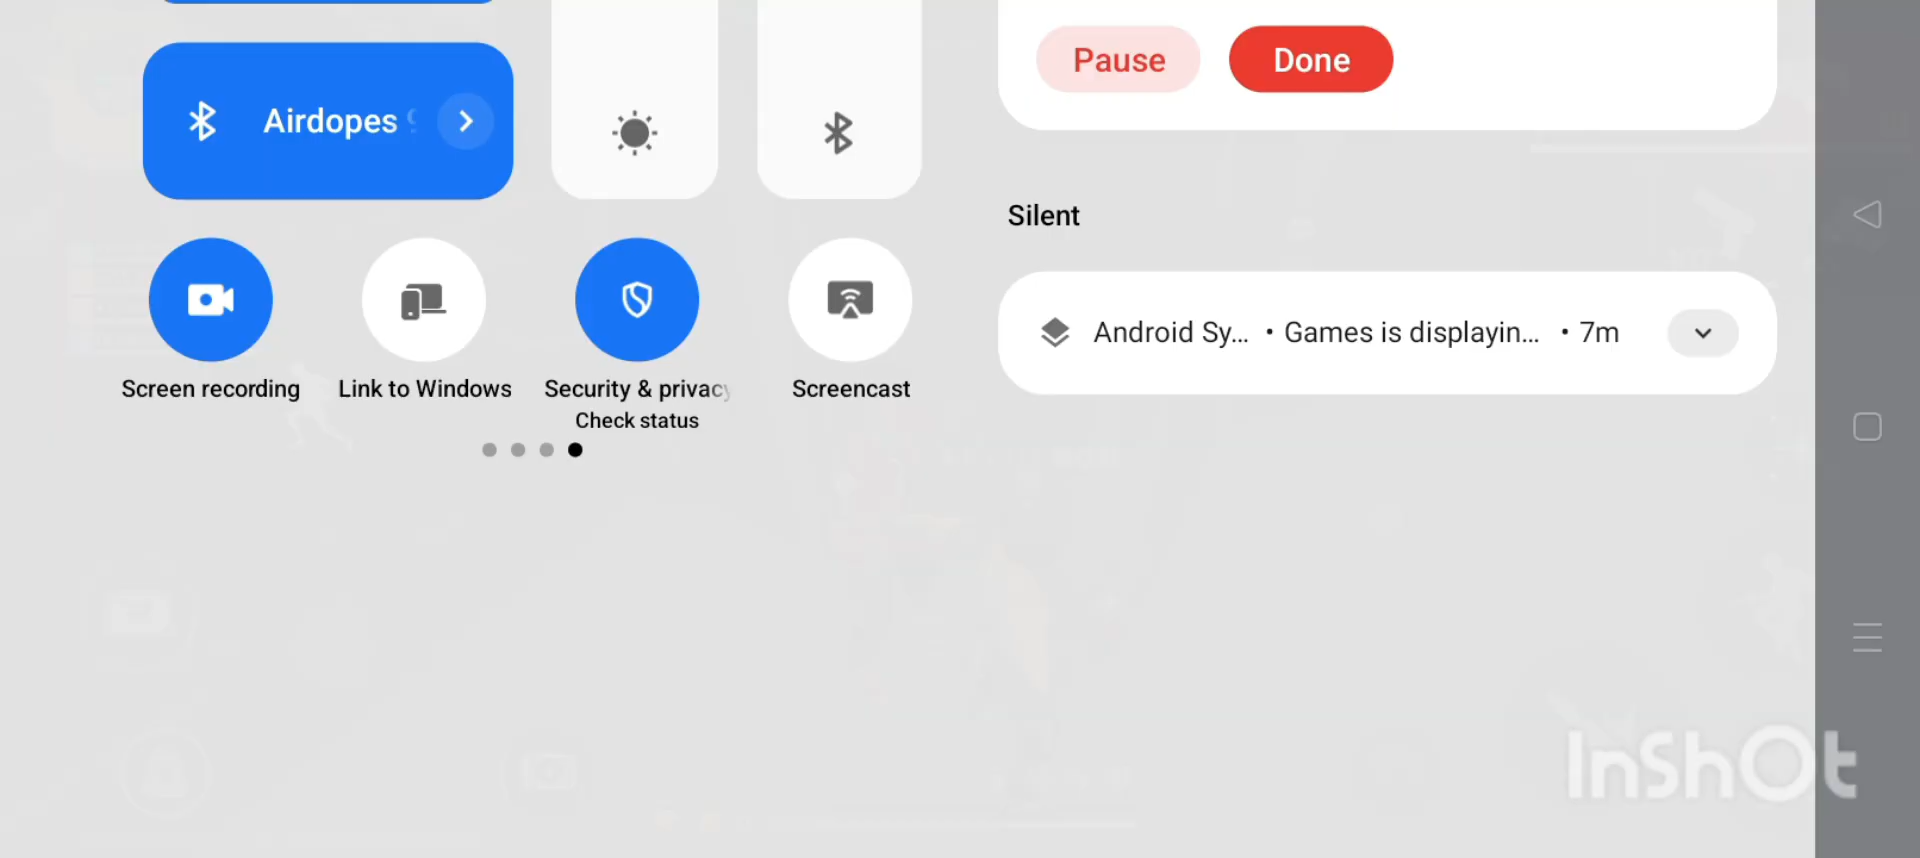 Pause
Done
Airdopes
Silent
Android Sy... • Games is displayin... • 7m
Screen recording
Link to Windows
Security & privacy
Check status
Screencast
InShOt